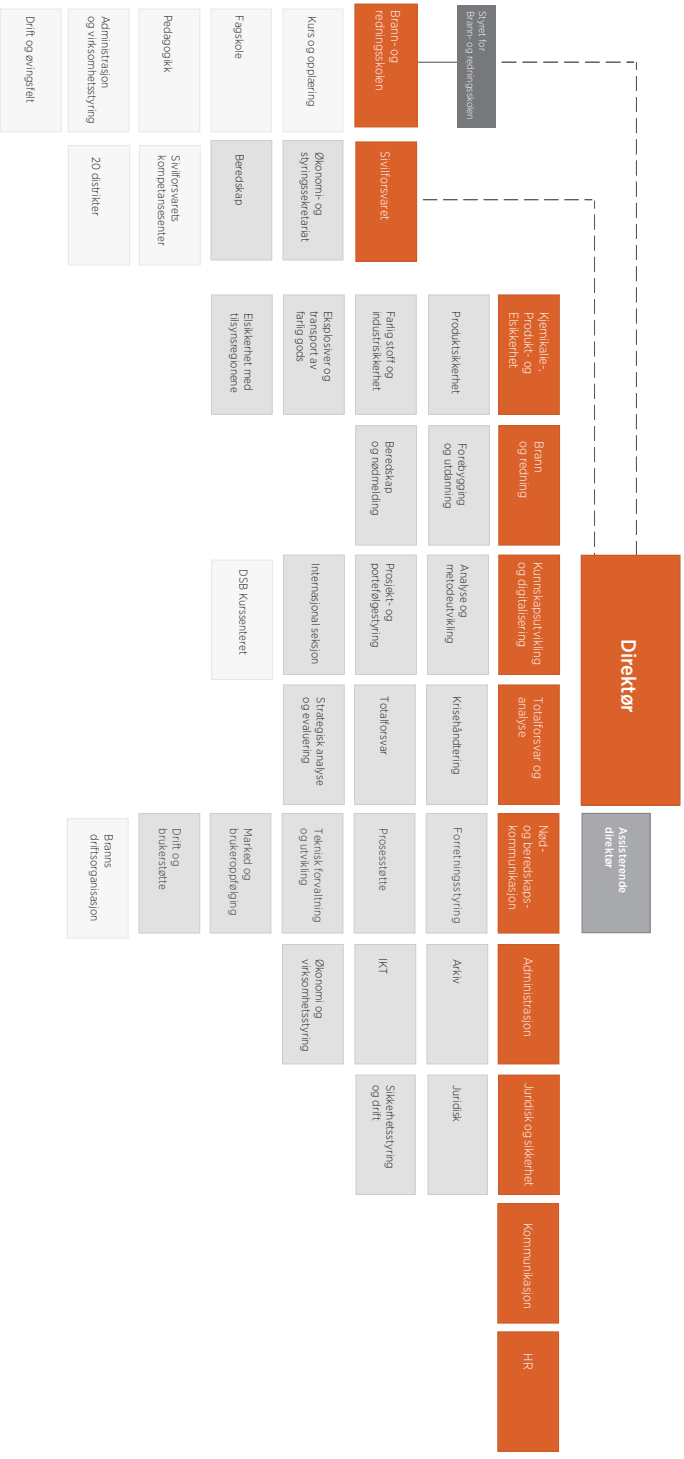 Direktør
Assisterende
direktør
Styret for
Brann- og redningsskolen
Brann- og
redningsskolen
Kurs og opplæring
Fagskole
Pedagogikk
Administrasjon
og virksomhetsstyring
Drift og øvingsfelt
Sivilforsvaret
Økonomi- og
styringssekretariat
Beredskap
Sivilforsvarets
kompetansesenter
20 distrikter
Kjemikalie-,
Produkt- og
Elsikkerhet
Produktsikkerhet
Farlig stoff og
industrisikkerhet
Eksplosiver og
transport av
farlig gods
Elsikkerhet med
tilsynsregionene
Brann
og redning
Forebygging
og utdanning
Beredskap
og nødmelding
Kunnskapsutvikling
og digitalisering
Analyse og
metodeutvikling
Prosjekt- og
portefølgestyring
Internasjonal seksjon
DSB Kurssenteret
Totalforsvar og
analyse
Krisehåndtering
Totalforsvar
Strategisk analyse
og evaluering
Nød-
og beredskaps-
kommunikasjon
Forretningsstyring
Prosesstøtte
Teknisk forvaltning
og utvikling
Marked og
brukeroppfølging
Drift og
brukerstøtte
Branns
driftsorganisasjon
Administrasjon
Arkiv
IKT
Økonomi og
virksomhetsstyring
Juridisk og sikkerhet
Juridisk
Sikkerhetsstyring
og drift
Kommunikasjon
HR